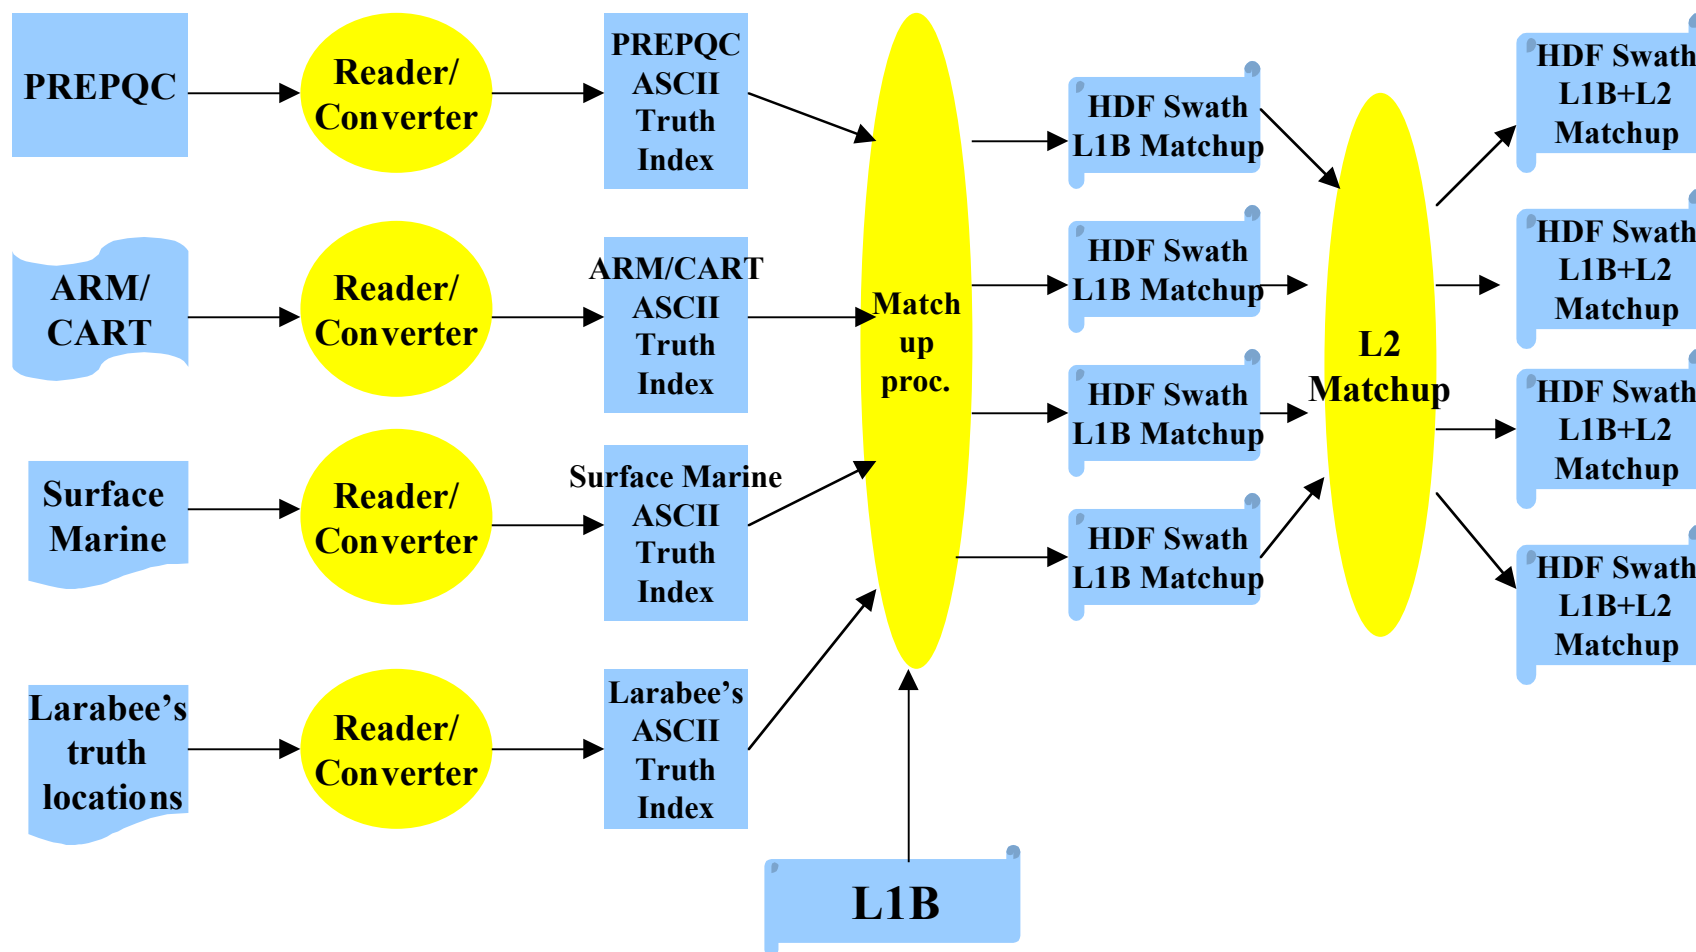 PREPQC
Reader/
Converter
PREPQC
ASCII
Truth
Index
ARM/
CART
Reader/
Converter
ARM/CART
ASCII
Truth
Index
Surface
Marine
Reader/
Converter
Surface Marine
ASCII
Truth
Index
Larabee’s
truth
locations
Reader/
Converter
Larabee’s
ASCII
Truth
Index
Match
up
proc.
L1B
HDF Swath
L1B Matchup
HDF Swath
L1B Matchup
HDF Swath
L1B Matchup
HDF Swath
L1B Matchup
L2
Matchup
HDF Swath
L1B+L2
Matchup
HDF Swath
L1B+L2
Matchup
HDF Swath
L1B+L2
Matchup
HDF Swath
L1B+L2
Matchup